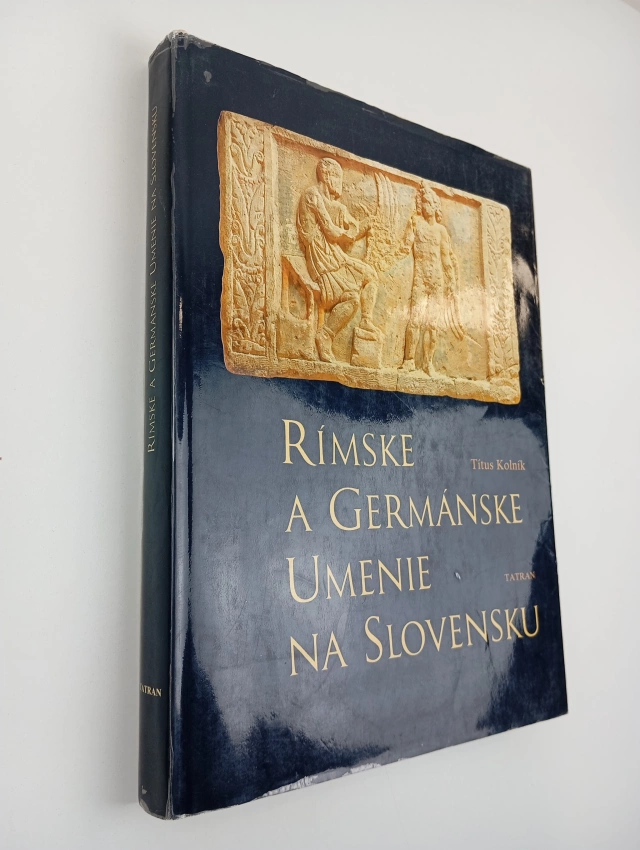 RÍMSKE A GERMÁNSKE UMENIE NA SLOVENSKU
TATRAN
RÍMSKE
Títus Kolník
A GERMÁNSKE
UMENIE
TATRAN
NA SLOVENSKU